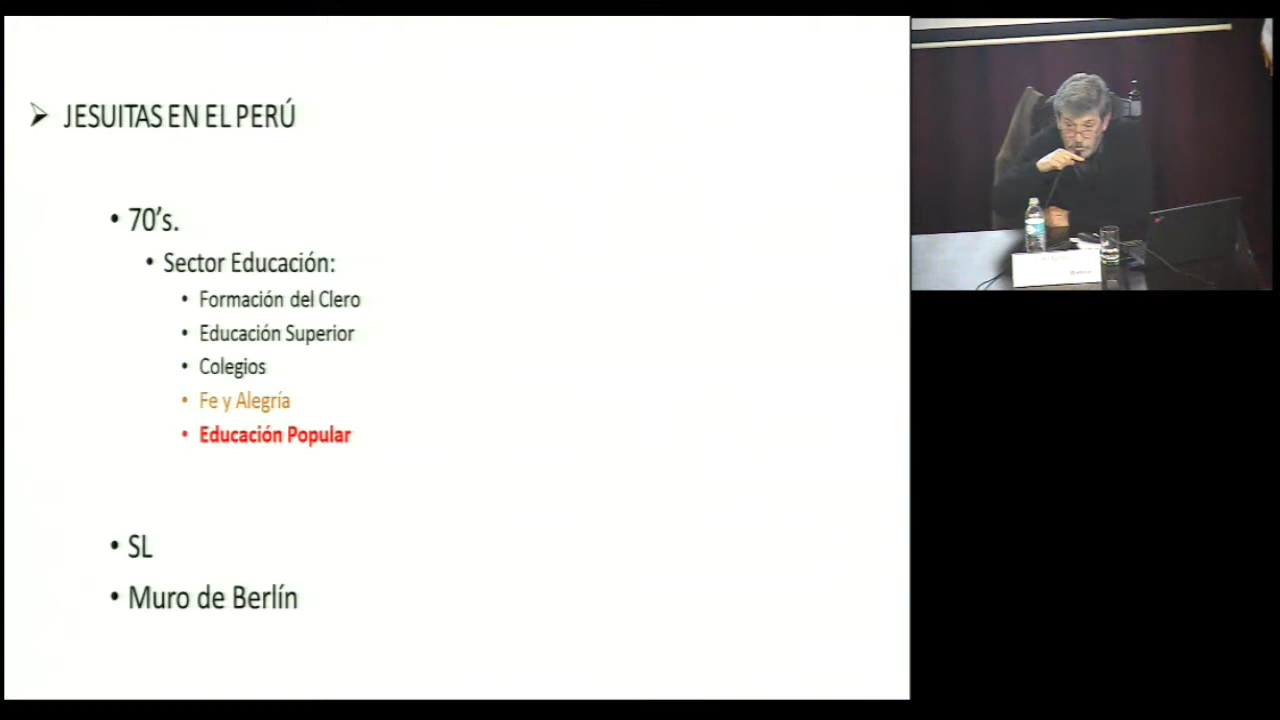 JESUITAS EN EL PERÚ
70's.
Sector Educación:
Formación del Clero
Educación Superior
Colegios
Fe y Alegría
Educación Popular
SL
Muro de Berlín